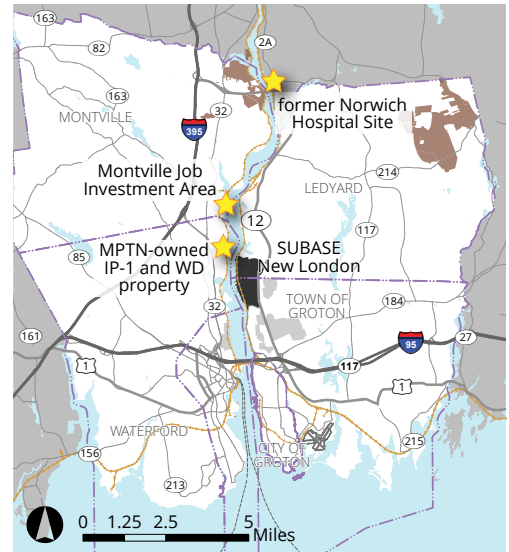 163
2A
82
163
32
former Norwich
Hospital Site
MONTVILLE
395
Montville Job
Investment Area
214
LEDYARD
12
117
MPTN-owned
IP-1 and WD
property
SUBASE
New London
85
TOWN OF
GROTON
32
184
161
95
27
1
117
1
WATERFORD
215
CITY OF
GROTON
156
213
0 1.25 2.5 5
Miles